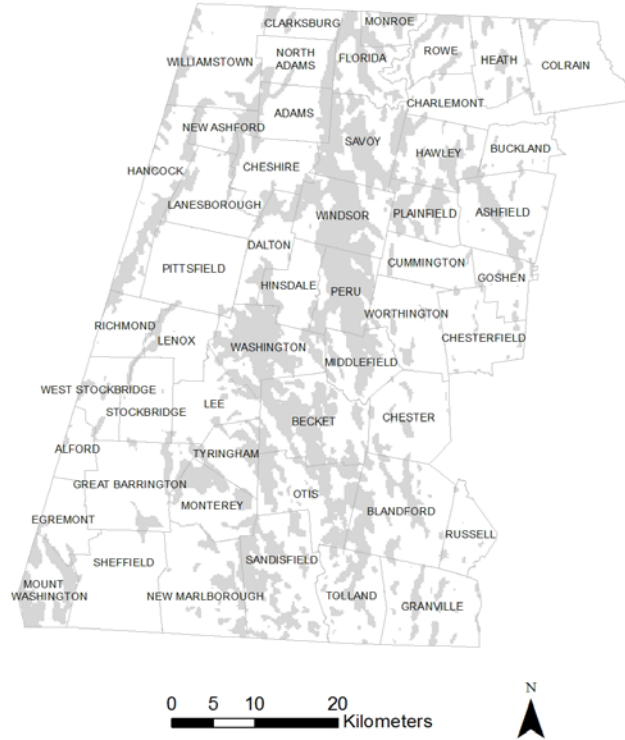 CLARKSBURG
MONROE
WILLIAMSTOWN
NORTH
ADAMS
FLORIDA
ROWE
HEATH
COLRAIN
ADAMS
CHARLEMONT
NEW ASHFORD
SAVOY
HAWLEY
BUCKLAND
HANCOCK
CHESHIRE
LANESBOROUGH
WINDSOR
PLAINFIELD
ASHFIELD
DALTON
PITTSFIELD
CUMMINGTON
GOSHEN
HINSDALE
PERU
RICHMOND
LENOX
WORTHINGTON
WASHINGTON
CHESTERFIELD
MIDDLEFIELD
WEST STOCKBRIDGE
STOCKBRIDGE
LEE
BECKET
CHESTER
ALFORD
TYRINGHAM
GREAT BARRINGTON
MONTEREY
OTIS
BLANDFORD
EGREMONT
RUSSELL
SHEFFIELD
SANDISFIELD
MOUNT
WASHINGTON
NEW MARLBOROUGH
TOLLAND
GRANVILLE
N
0 5 10 20
Kilometers